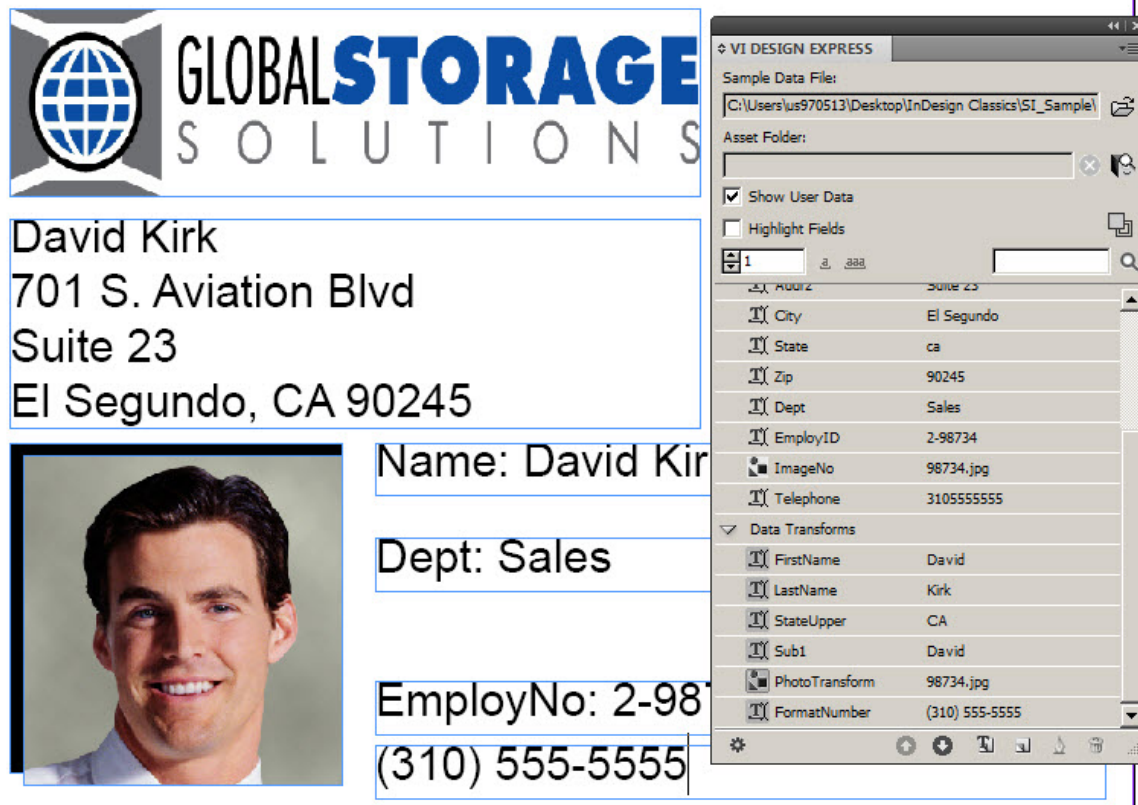 GLOBALSTORAGE
SOLUTIONS
David Kirk
701 S. Aviation Blvd
Suite 23
El Segundo, CA 90245
Name: David Kir
Dept: Sales
EmployNo: 2-98
(310) 555-5555
VI DESIGN EXPRESS
Sample Data File:
C:\Users\us970513\Desktop\InDesign Classics\SI_Sample\
Asset Folder:
Show User Data
Highlight Fields
1 a aaa
Addr2 Suite 23
City El Segundo
State ca
Zip 90245
Dept Sales
EmployID 2-98734
ImageNo 98734.jpg
Telephone 3105555555
Data Transforms
FirstName David
LastName Kirk
StateUpper CA
Sub1 David
PhotoTransform 98734.jpg
FormatNumber (310) 555-5555